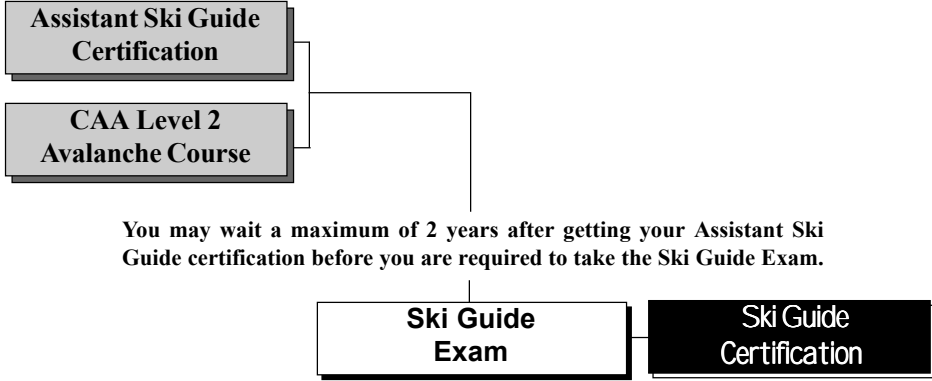 Assistant Ski Guide
Certification
CAA Level 2
Avalanche Course
You may wait a maximum of 2 years after getting your Assistant Ski
Guide certification before you are required to take the Ski Guide Exam.
Ski Guide
Exam
Ski Guide
Certification